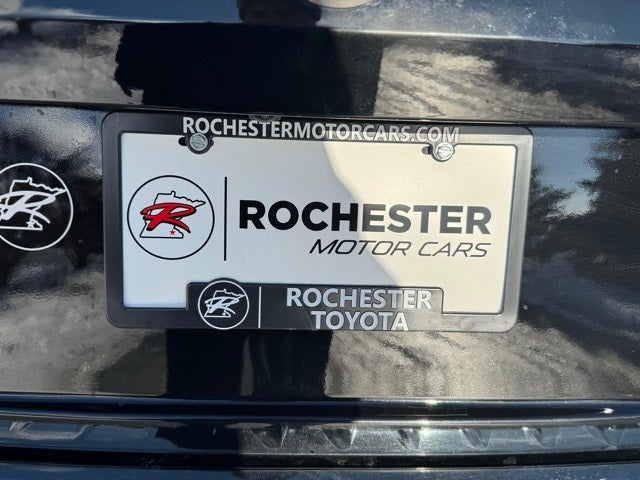 ROCHESTERMOTORCARS.COM
R
R
ROCHESTER
MOTOR CARS
R
ROCHESTER
TOYOTA